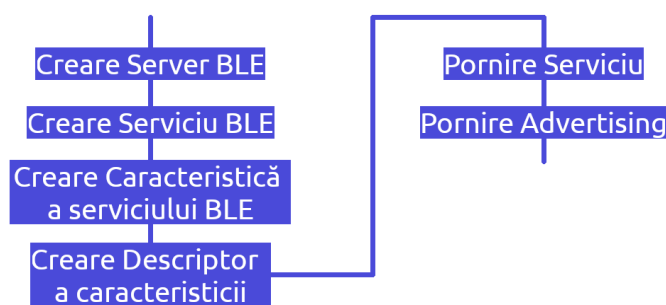 Creare Server BLE
Creare Serviciu BLE
Creare Caracteristică
a serviciului BLE
Creare Descriptor
a caracteristicii
Pornire Serviciu
Pornire Advertising